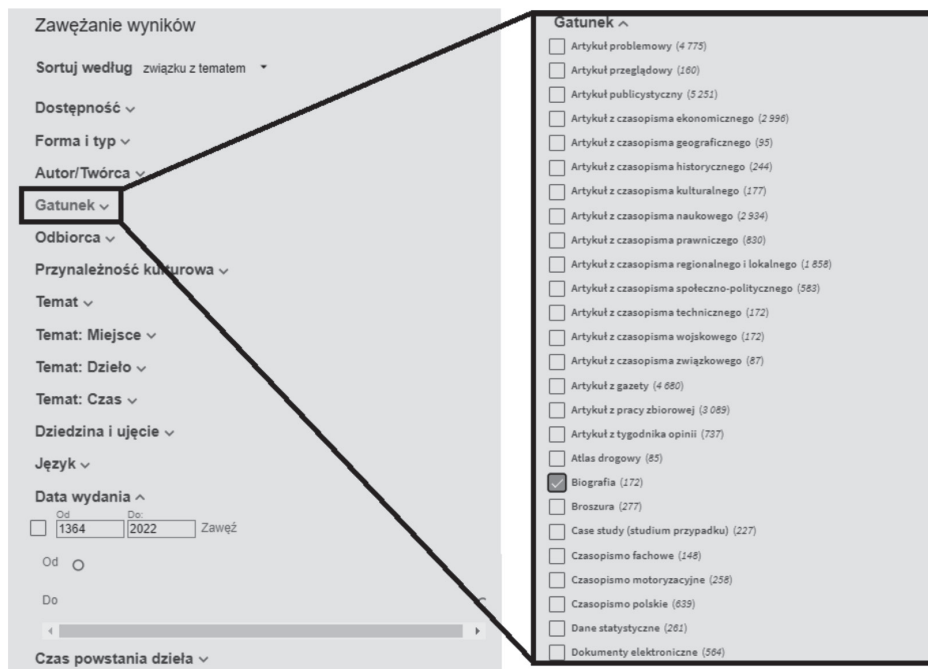 Zawężanie wyników
Sortuj według związku z tematem
Dostępność
Forma i typ
Autor/Twórca
Gatunek
Odbiorca
Przynależność kulturowa
Temat
Temat: Miejsce
Temat: Dzieło
Temat: Czas
Dziedzina i ujęcie
Język
Data wydania
Od Do:
1364 2022 Zawęź
Od
Do
Czas powstania dzieła
Gatunek
Artykuł problemowy (4 775)
Artykuł przeglądowy (160)
Artykuł publicystyczny (5 251)
Artykuł z czasopisma ekonomicznego (2 996)
Artykuł z czasopisma geograficznego (95)
Artykuł z czasopisma historycznego (244)
Artykuł z czasopisma kulturalnego (177)
Artykuł z czasopisma naukowego (2 934)
Artykuł z czasopisma prawniczego (830)
Artykuł z czasopisma regionalnego i lokalnego (1 858)
Artykuł z czasopisma społeczno-politycznego (583)
Artykuł z czasopisma technicznego (172)
Artykuł z czasopisma wojskowego (172)
Artykuł z czasopisma związkowego (87)
Artykuł z gazety (4 680)
Artykuł z pracy zbiorowej (3 089)
Artykuł z tygodnika opinii (737)
Atlas drogowy (85)
Biografia (172)
Broszura (277)
Case study (studium przypadku) (227)
Czasopismo fachowe (148)
Czasopismo motoryzacyjne (258)
Czasopismo polskie (639)
Dane statystyczne (261)
Dokumenty elektroniczne (564)